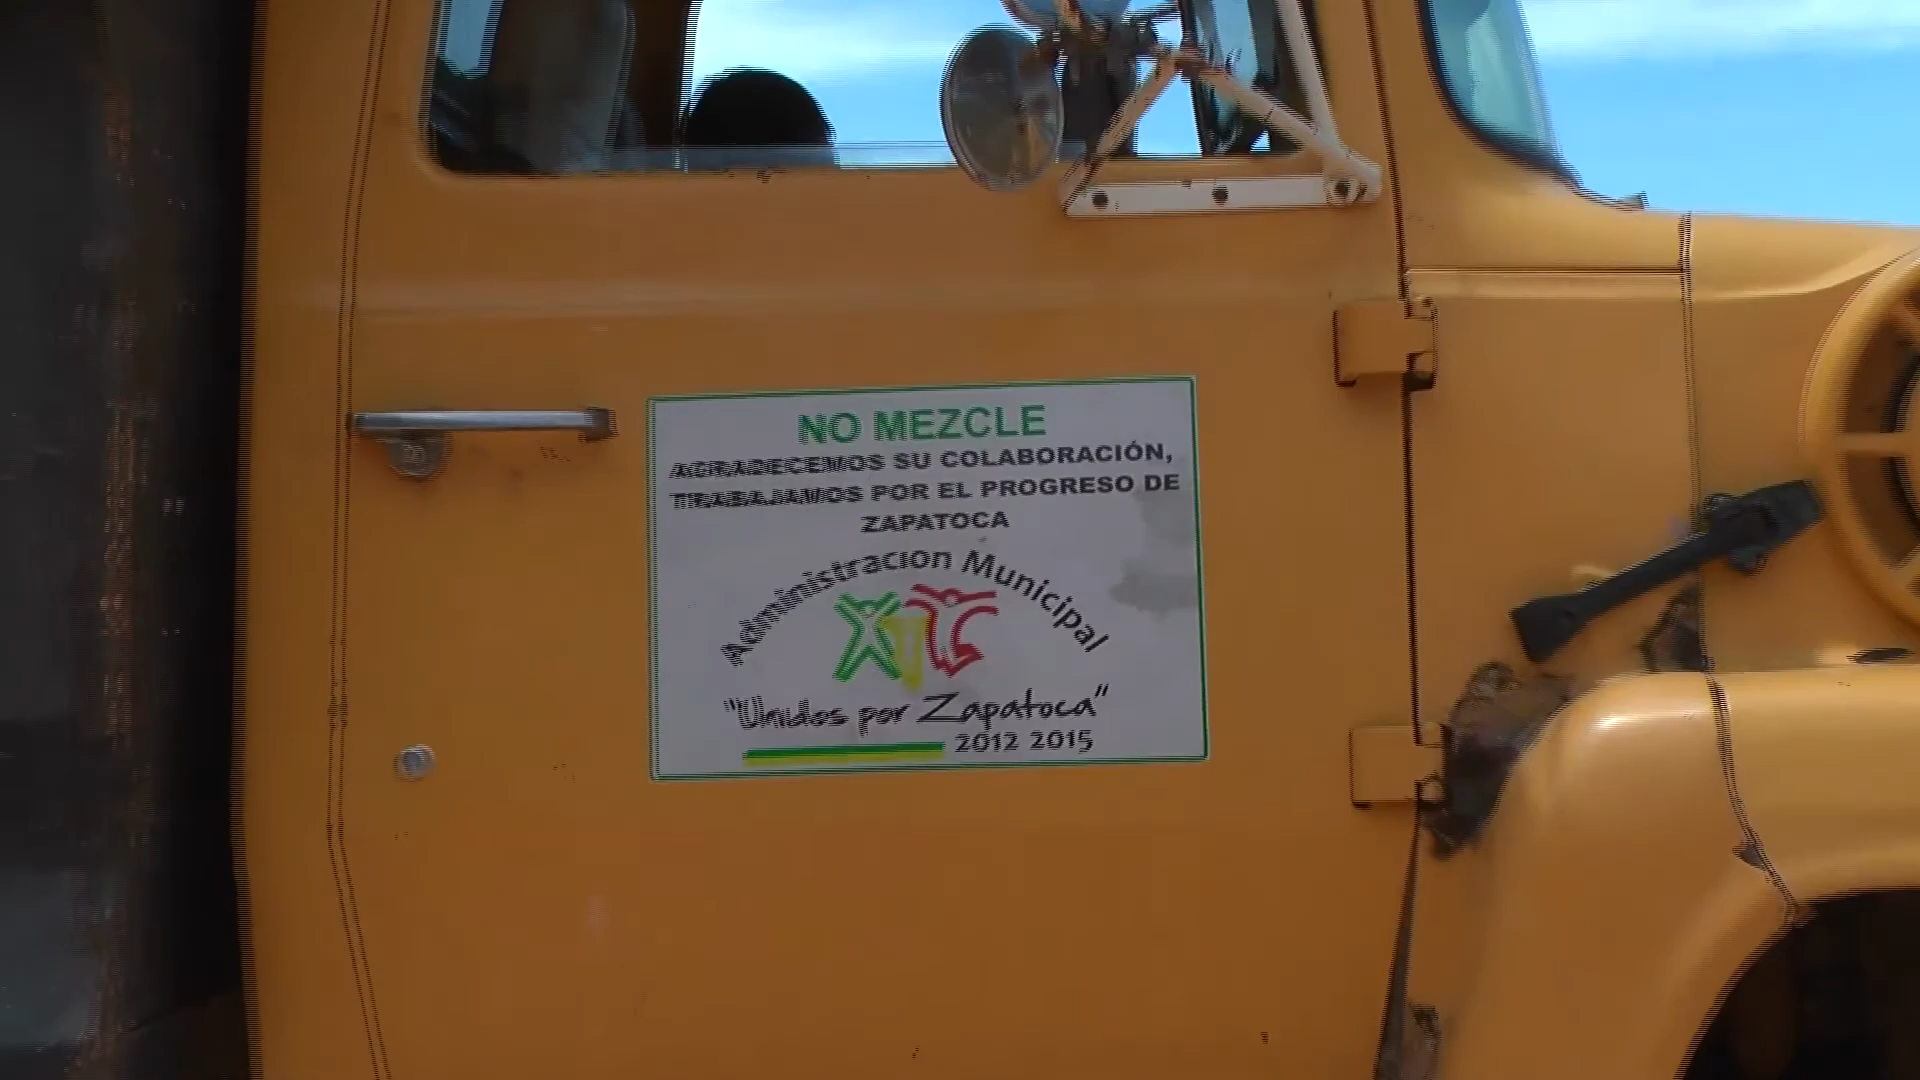 NO MEZCLE
AGRADECEMOS SU COLABORACIÓN,
TRABAJAMOS POR EL PROGRESO DE
ZAPATOCA
Administracion Municipal
"Unidos por Zapatoca"
2012 2015